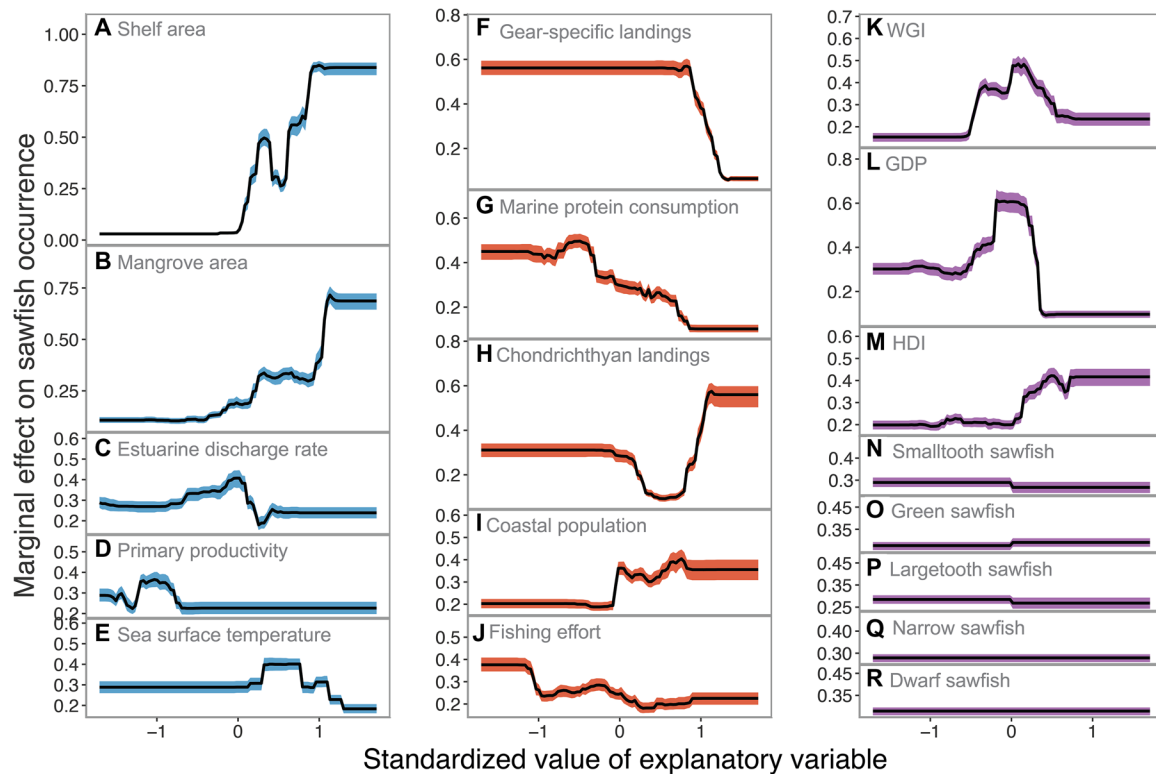 Marginal effect on sawfish occurrence
A Shelf area
1.00
0.75
0.50
0.25
0.00
B Mangrove area
0.75
0.50
0.25
C Estuarine discharge rate
0.6
0.5
0.4
0.3
0.2
D Primary productivity
0.5
0.4
0.3
0.2
E Sea surface temperature
0.6
0.5
0.4
0.3
0.2
−1 0 1
F Gear-specific landings
0.8
0.6
0.4
0.2
G Marine protein consumption
0.6
0.4
0.2
H Chondrichthyan landings
0.8
0.6
0.4
0.2
I Coastal population
0.6
0.5
0.4
0.3
0.2
J Fishing effort
0.5
0.4
0.3
0.2
−1 0 1
K WGI
0.7
0.6
0.5
0.4
0.3
0.2
L GDP
0.8
0.6
0.4
0.2
M HDI
0.6
0.5
0.4
0.3
0.2
N Smalltooth sawfish
0.4
0.3
O Green sawfish
0.45
0.35
P Largetooth sawfish
0.45
0.35
0.25
Q Narrow sawfish
0.40
0.30
R Dwarf sawfish
0.45
0.35
−1 0 1
Standardized value of explanatory variable